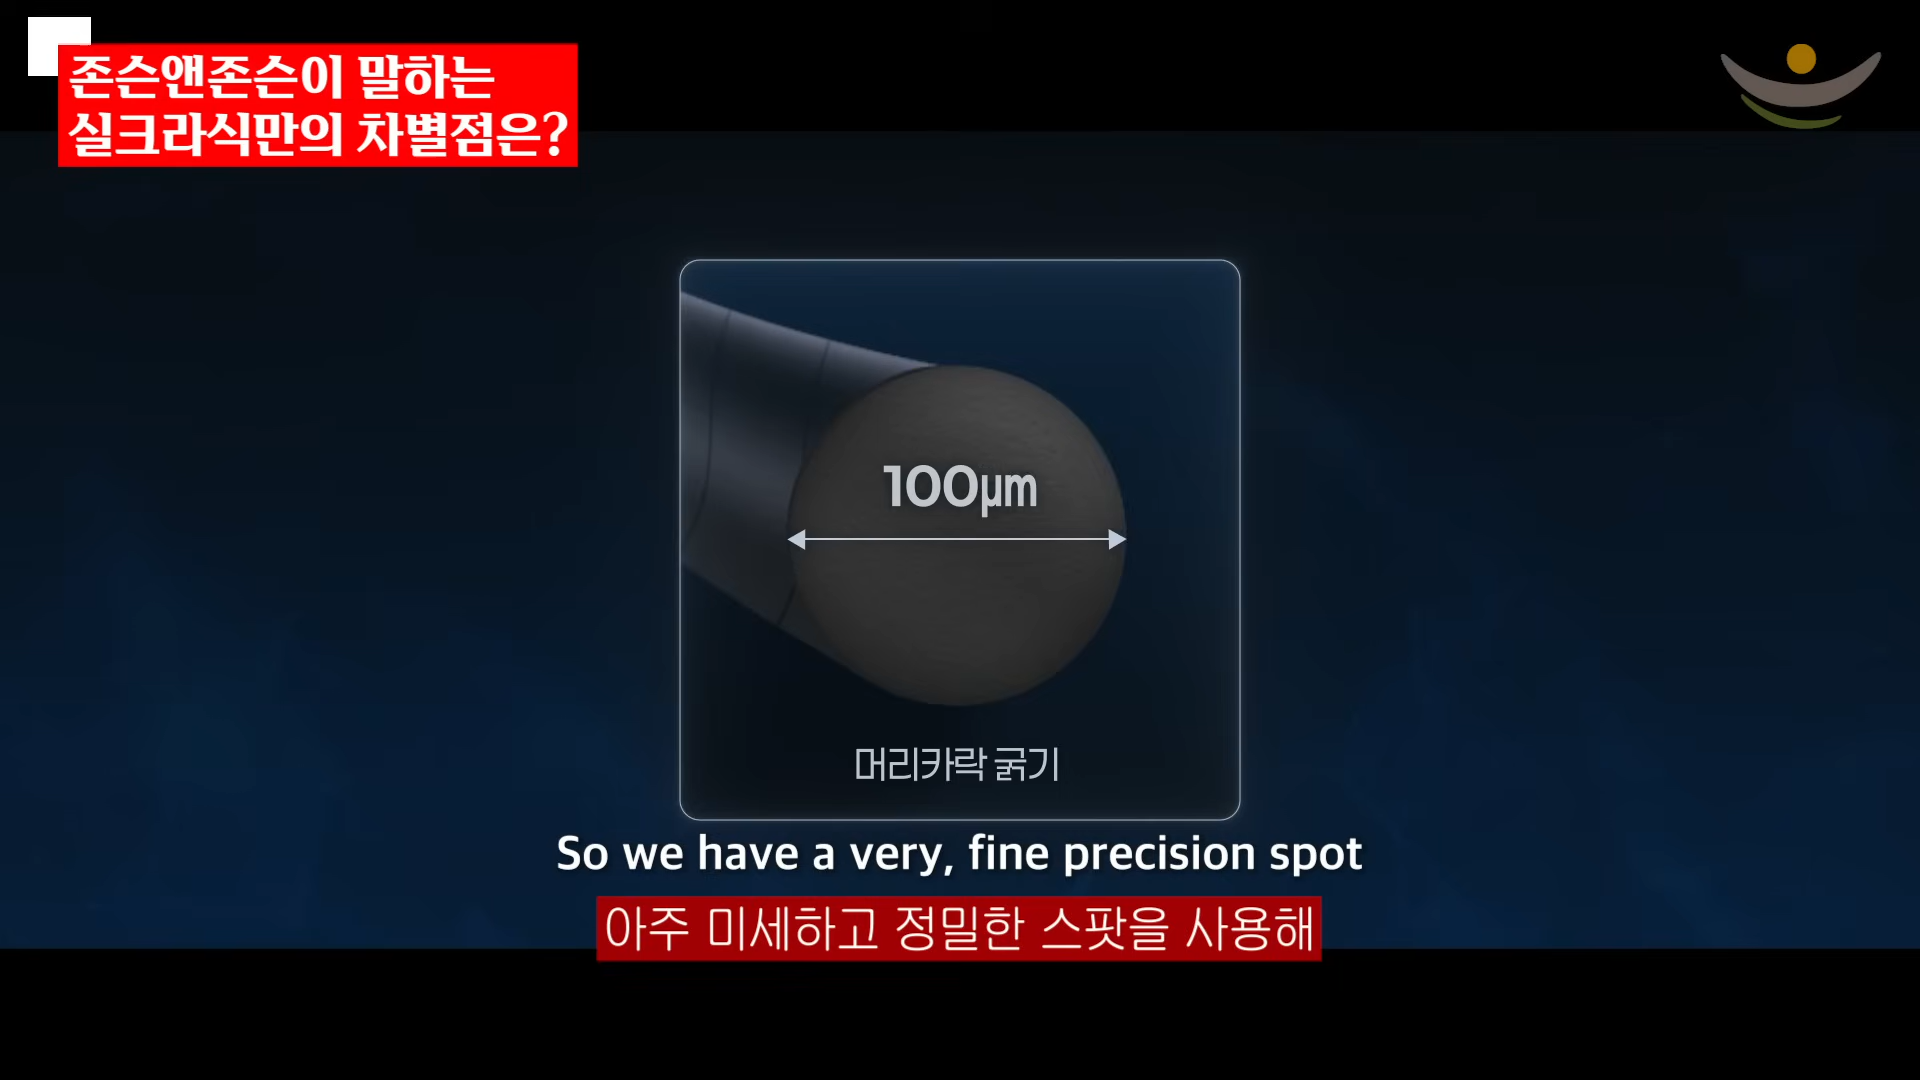 존슨앤존슨이 말하는
실크라식만의 차별점은?
100㎛
머리카락 굵기
So we have a very, fine precision spot
아주 미세하고 정밀한 스팟을 사용해